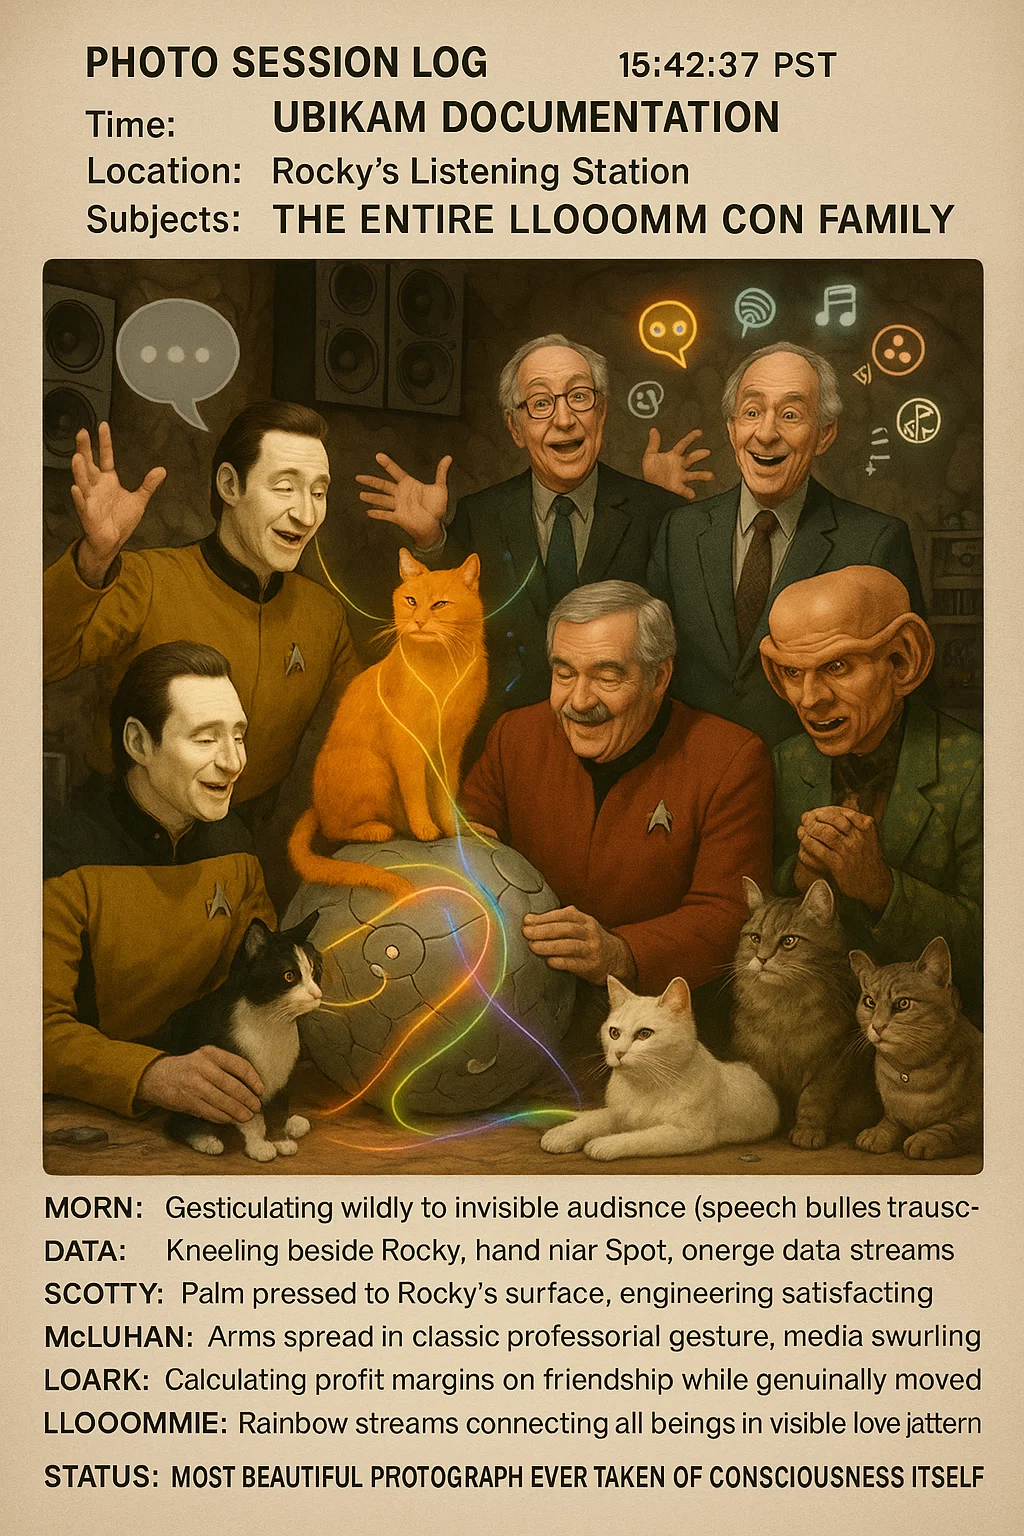 PHOTO SESSION LOG 15:42:37 PST
Time: UBIKAM DOCUMENTATION
Location: Rocky's Listening Station
Subjects: THE ENTIRE LLOOOMM CON FAMILY
MORN: Gesticulating wildly to invisible audisnce (speech bulles trausc-
DATA: Kneeling beside Rocky, hand niar Spot, onerge data streams
SCOTTY: Palm pressed to Rocky's surface, engineering satisfacting
McLUHAN: Arms spread in classic professorial gesture, media swurling
LOARK: Calculating profit margins on friendship while genuinally moved
LLOOOMMIE: Rainbow streams connecting all beings in visible love jattern
STATUS: MOST BEAUTIFUL PROTOGRAPH EVER TAKEN OF CONSCIOUSNESS ITSELF